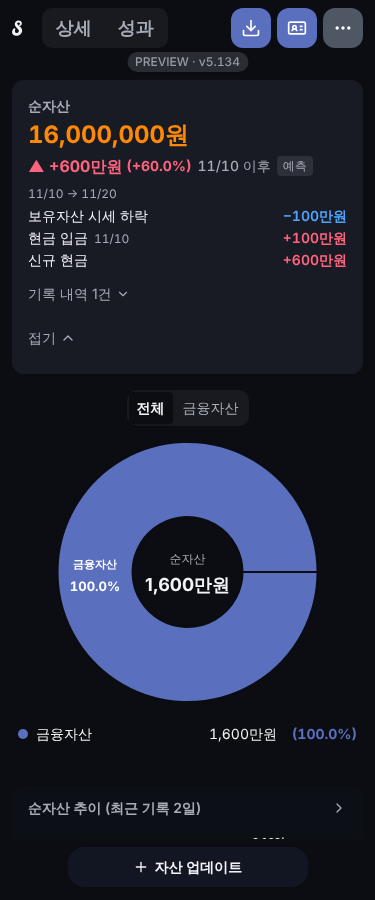 상세 성과
PREVIEW · v5.134
순자산
16,000,000원
▲ +600만원 (+60.0%) 11/10 이후 예측
11/10 → 11/20
보유자산 시세 하락 −100만원
현금 입금 11/10 +100만원
신규 현금 +600만원
기록 내역 1건
접기
전체 금융자산
금융자산
100.0%
순자산
1,600만원
금융자산 1,600만원 (100.0%)
순자산 추이 (최근 기록 2일)
+ 자산 업데이트